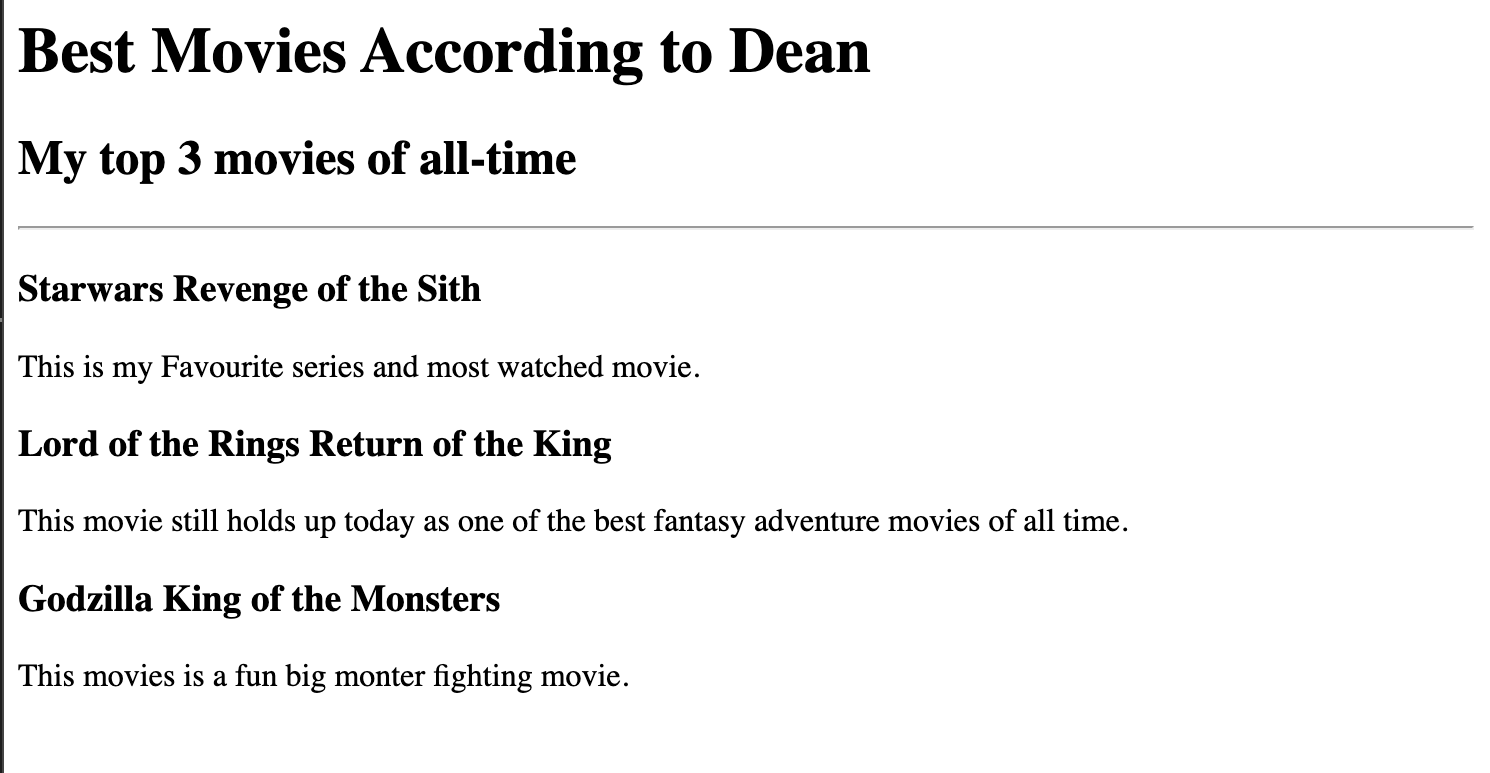 Best Movies According to Dean
My top 3 movies of all-time
Starwars Revenge of the Sith
This is my Favourite series and most watched movie.
Lord of the Rings Return of the King
This movie still holds up today as one of the best fantasy adventure movies of all time.
Godzilla King of the Monsters
This movies is a fun big monter fighting movie.